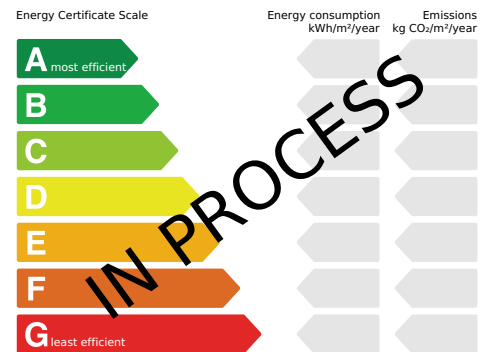 Energy Certificate Scale
Energy consumption
kWh/m²/year
Emissions
kg CO₂/m²/year
A most efficient
B
C
D
E
F
G least efficient
IN PROCESS